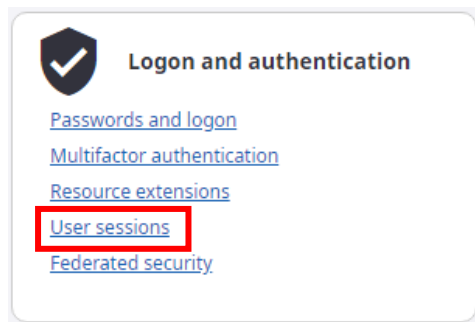 Logon and authentication
Passwords and logon
Multifactor authentication
Resource extensions
User sessions
Federated security